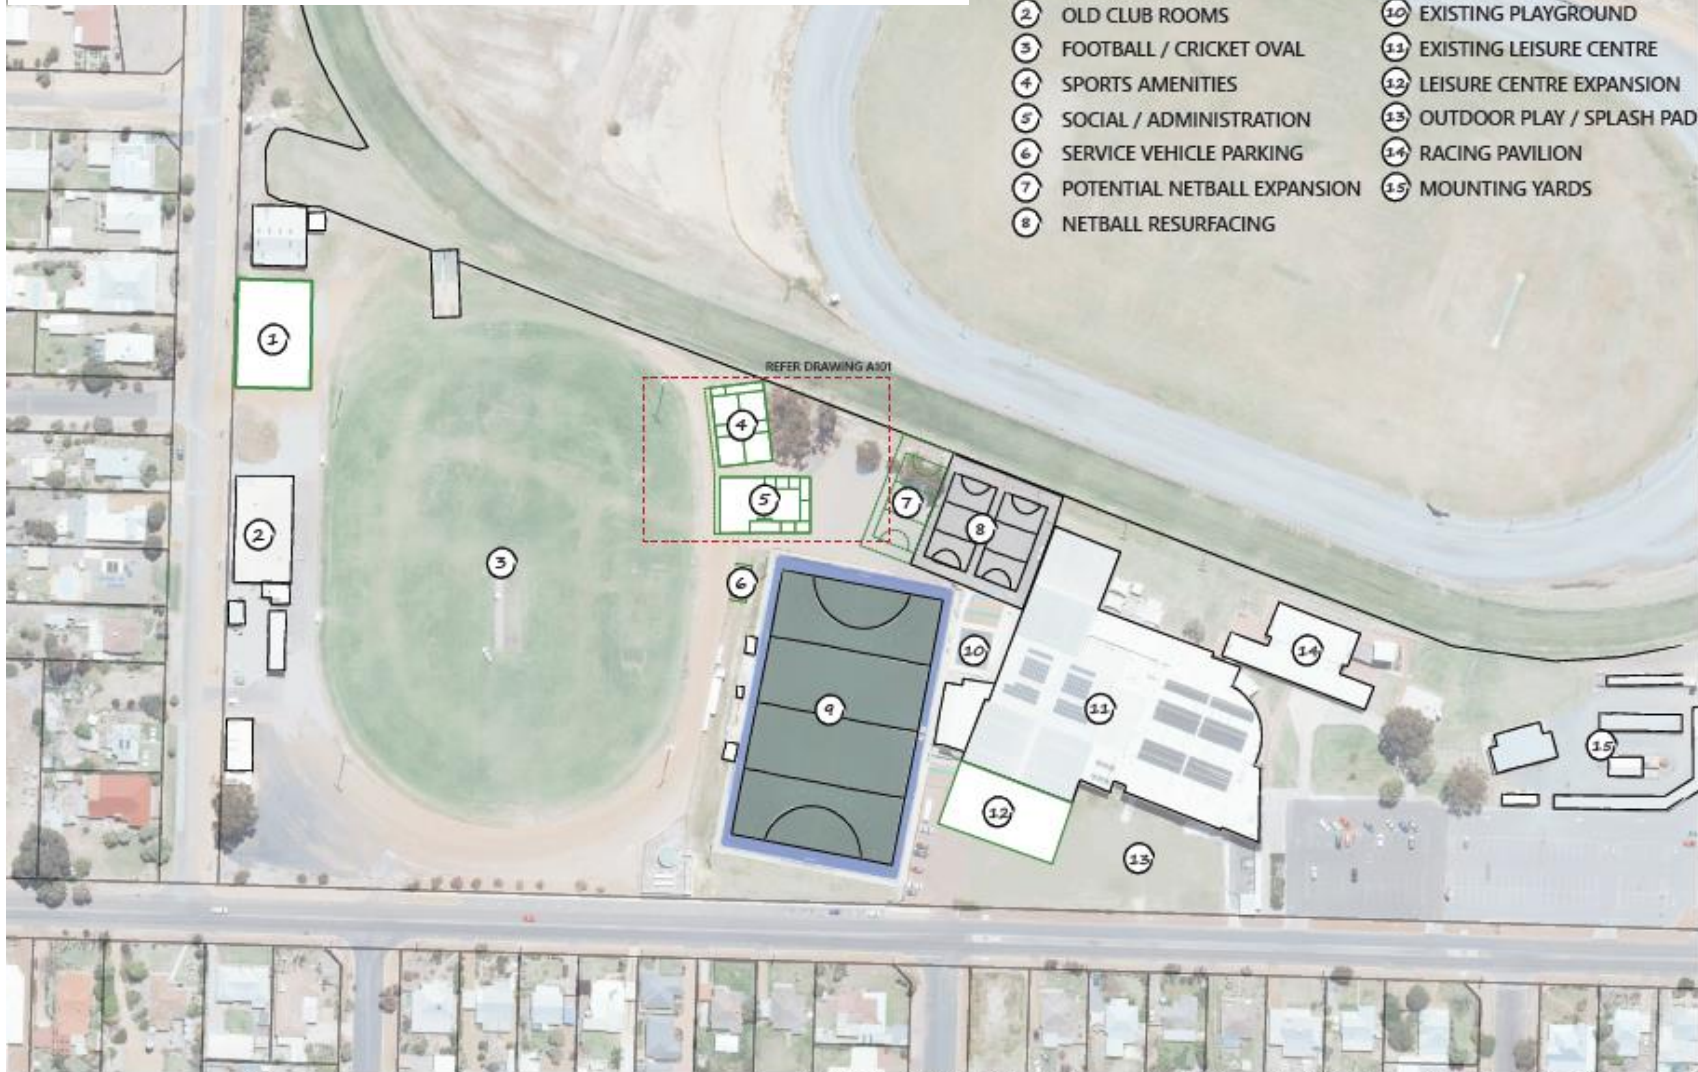 2 OLD CLUB ROOMS
3 FOOTBALL / CRICKET OVAL
4 SPORTS AMENITIES
5 SOCIAL / ADMINISTRATION
6 SERVICE VEHICLE PARKING
7 POTENTIAL NETBALL EXPANSION
8 NETBALL RESURFACING
10 EXISTING PLAYGROUND
11 EXISTING LEISURE CENTRE
12 LEISURE CENTRE EXPANSION
13 OUTDOOR PLAY / SPLASH PAD
14 RACING PAVILION
15 MOUNTING YARDS
1
REFER DRAWING A101
4
5
7
8
2
3
6
10
14
9
11
15
12
13